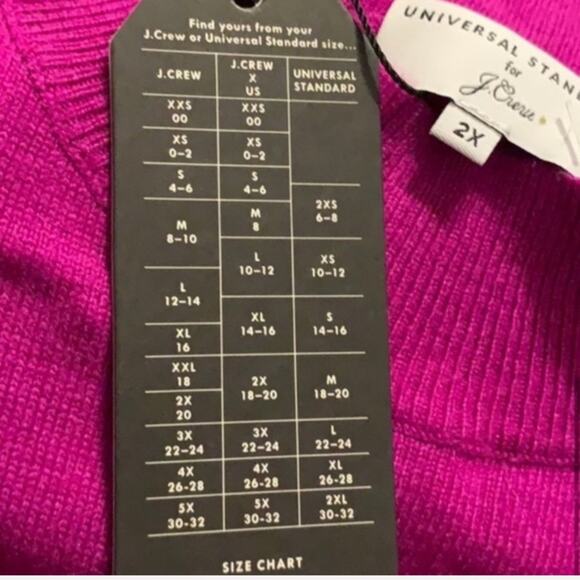 Find yours from your
J.Crew or Universal Standard size...
J.CREW J.CREW X US UNIVERSAL STANDARD
XXS 00 XXS 00
XS 0-2 XS 0-2
S 4-6 S 4-6
M 8-10 M 8 2XS 6-8
L 10-12 XS 10-12
L 12-14
XL 14-16 S 14-16
XL 16
XXL 18 2X 18-20 M 18-20
2X 20
3X 22-24 3X 22-24 L 22-24
4X 26-28 4X 26-28 XL 26-28
5X 30-32 5X 30-32 2XL 30-32
SIZE CHART
UNIVERSAL STAN
for
J.Crew
2X